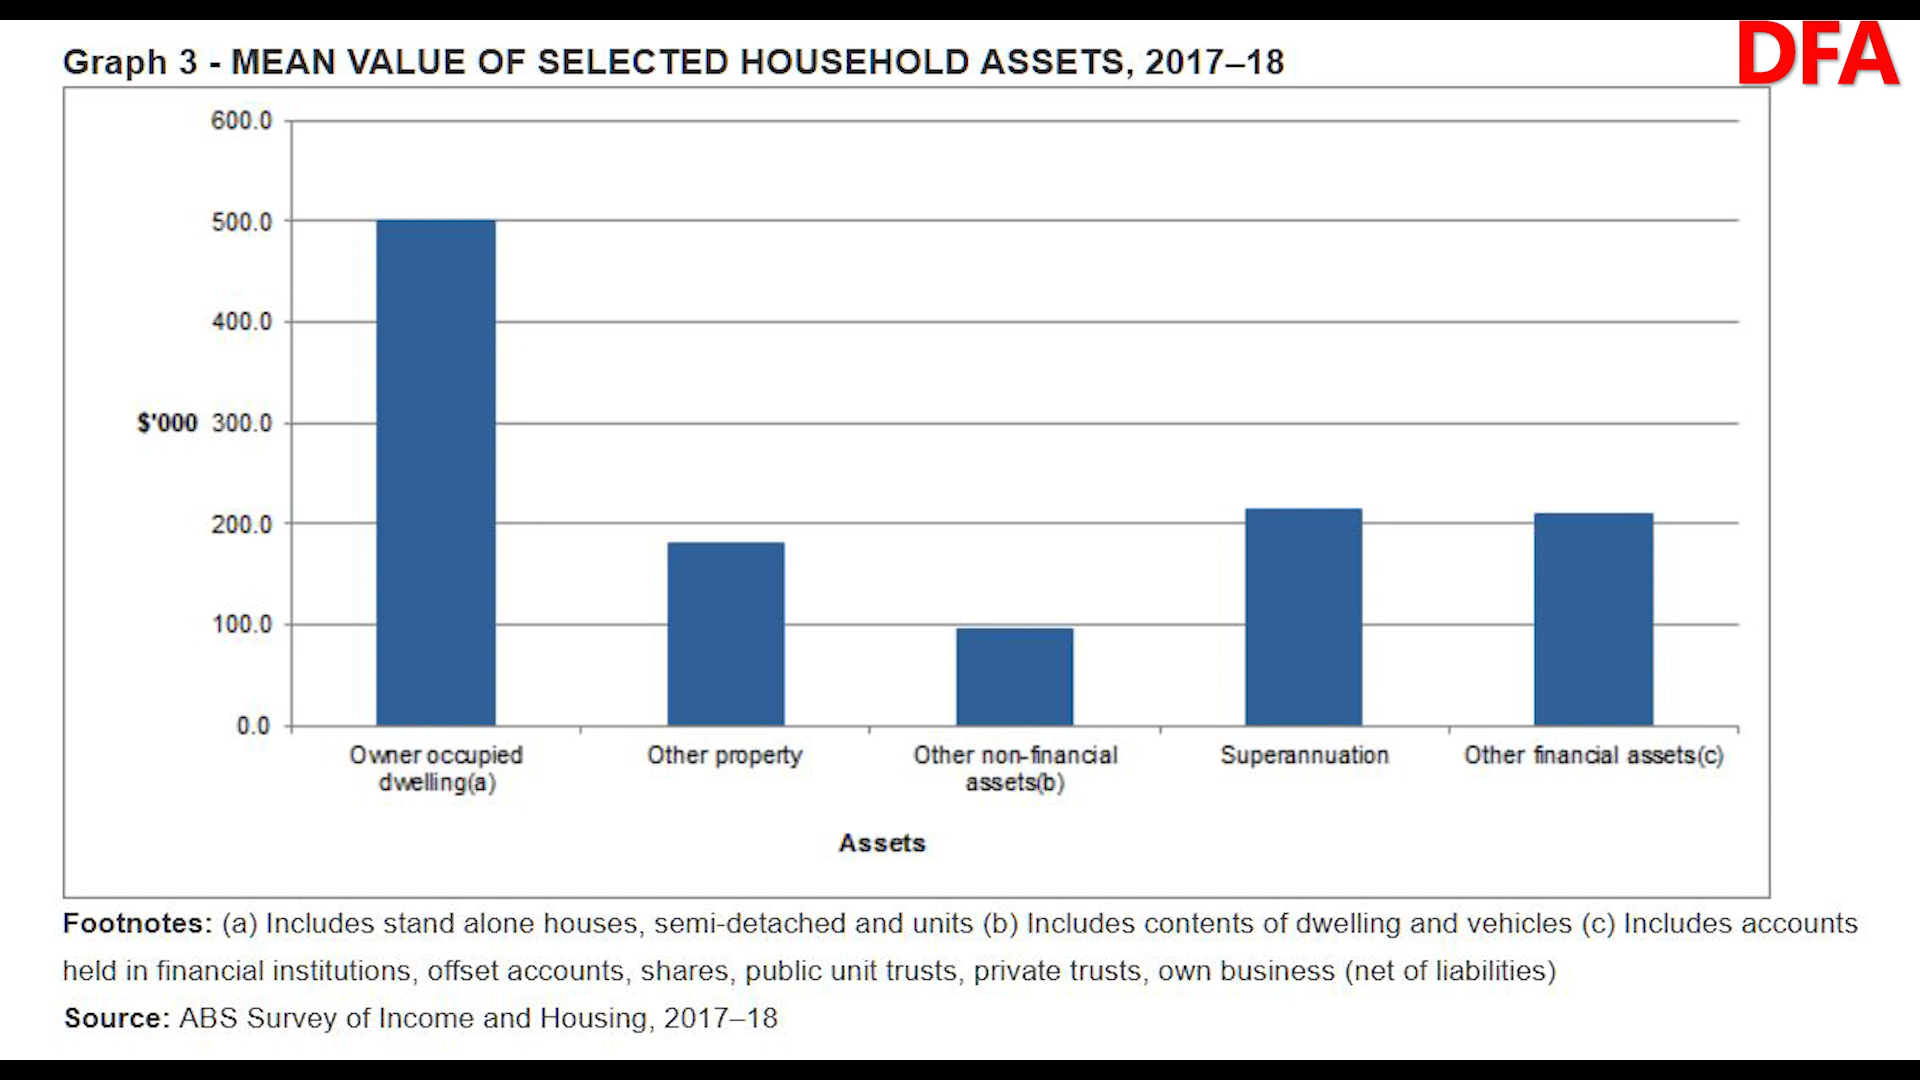 DFA
Graph 3 - MEAN VALUE OF SELECTED HOUSEHOLD ASSETS, 2017–18
600.0
500.0
400.0
$'000 300.0
200.0
100.0
0.0
Owner occupied
dwelling(a)
Other property
Other non-financial
assets(b)
Superannuation
Other financial assets(c)
Assets
Footnotes: (a) Includes stand alone houses, semi-detached and units (b) Includes contents of dwelling and vehicles (c) Includes accounts
held in financial institutions, offset accounts, shares, public unit trusts, private trusts, own business (net of liabilities)
Source: ABS Survey of Income and Housing, 2017–18